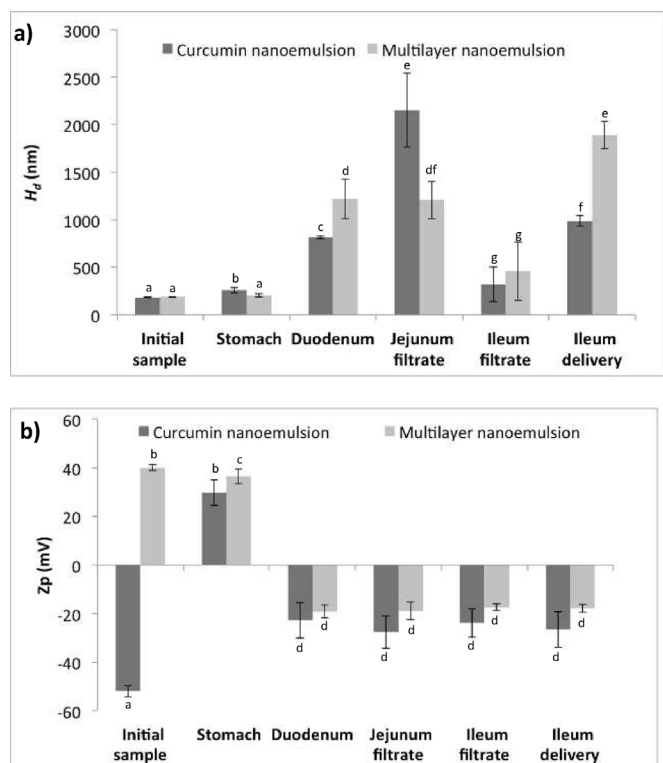 a)
3000
2500
2000
1500
1000
500
0
Hd (nm)
Curcumin nanoemulsion
Multilayer nanoemulsion
a a b a c d e df g g f e
Initial sample
Stomach
Duodenum
Jejunum filtrate
Ileum filtrate
Ileum delivery
b)
60
40
20
0
-20
-40
-60
Zp (mV)
Curcumin nanoemulsion
Multilayer nanoemulsion
a b b c d d d d d d d d
Initial sample
Stomach
Duodenum
Jejunum filtrate
Ileum filtrate
Ileum delivery